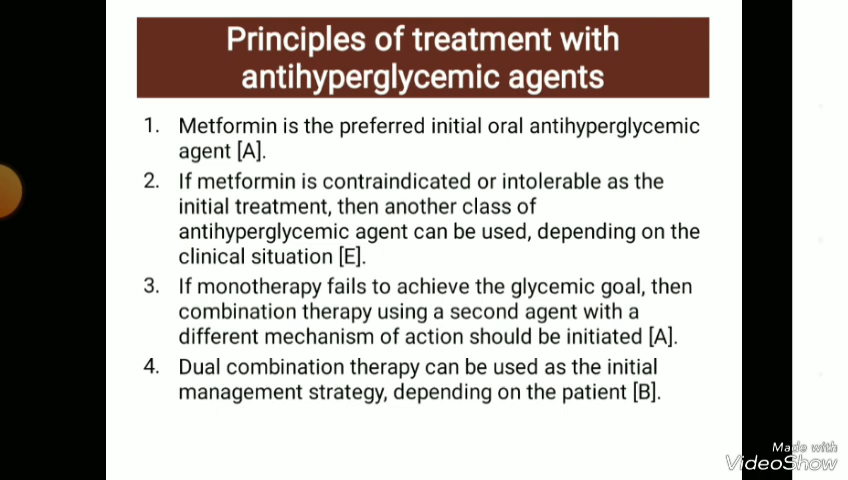 Principles of treatment with
antihyperglycemic agents
1. Metformin is the preferred initial oral antihyperglycemic
agent [A].
2. If metformin is contraindicated or intolerable as the
initial treatment, then another class of
antihyperglycemic agent can be used, depending on the
clinical situation [E].
3. If monotherapy fails to achieve the glycemic goal, then
combination therapy using a second agent with a
different mechanism of action should be initiated [A].
4. Dual combination therapy can be used as the initial
management strategy, depending on the patient [B].
Made with
VideoShow